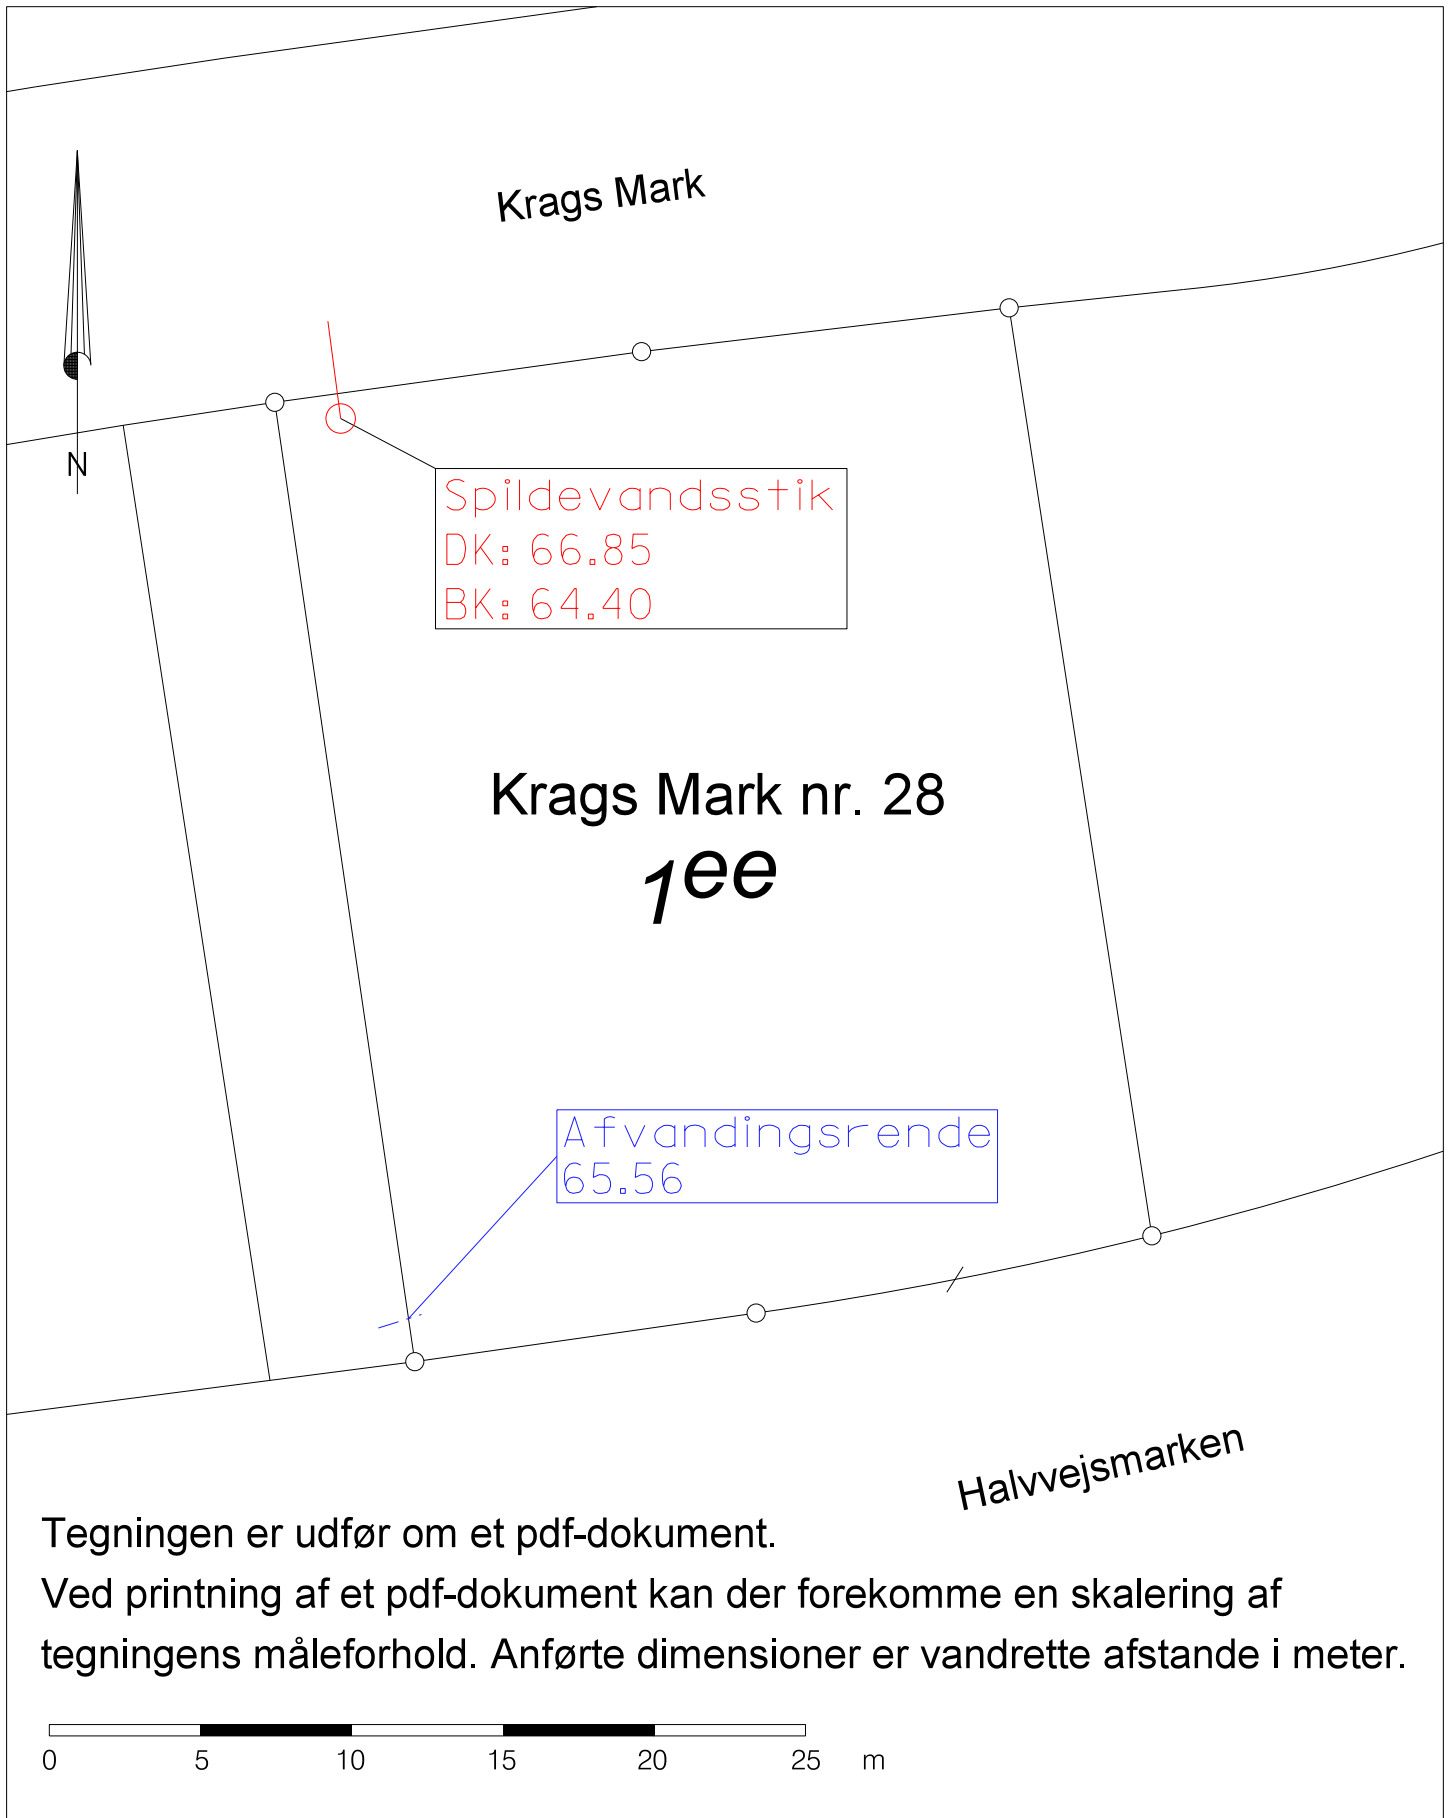 Krags Mark
N
Spildevandsstik
DK: 66.85
BK: 64.40
Krags Mark nr. 28
1ee
Afvandingsrende
65.56
Halvvejsmarken
Tegningen er udfør om et pdf-dokument.
Ved printning af et pdf-dokument kan der forekomme en skalering af
tegningens måleforhold. Anførte dimensioner er vandrette afstande i meter.
0 5 10 15 20 25 m